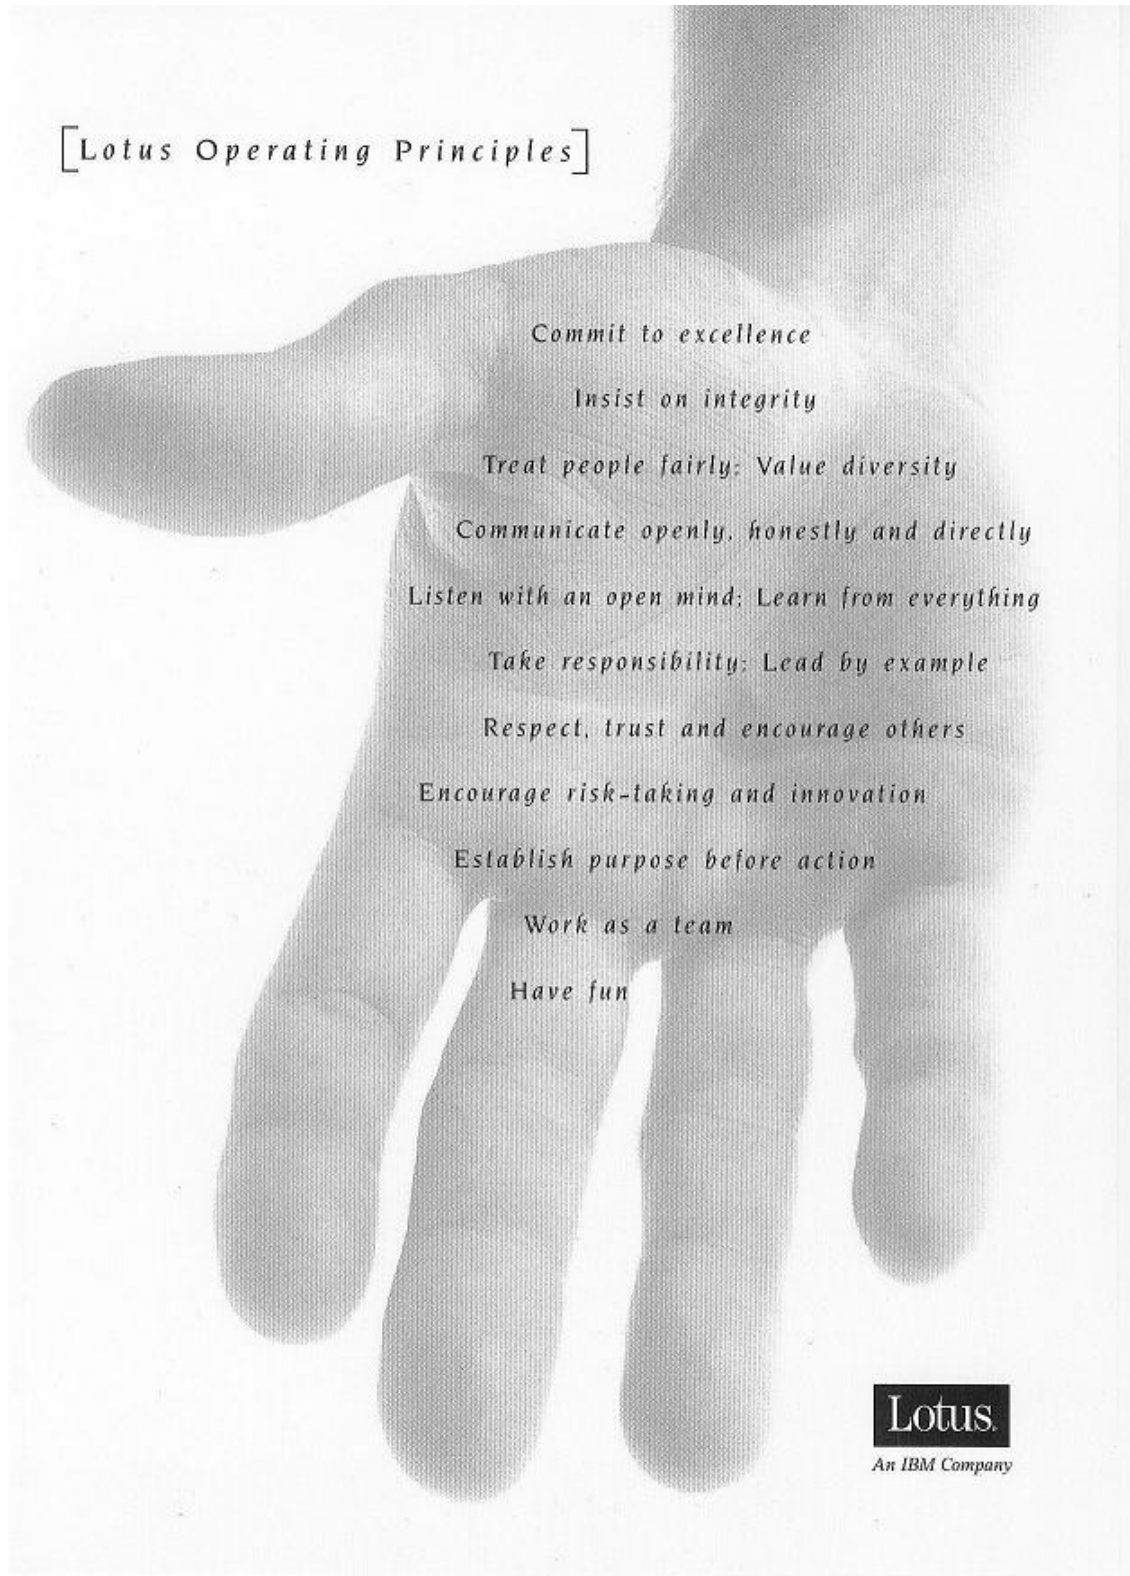 [Lotus Operating Principles]
Commit to excellence
Insist on integrity
Treat people fairly; Value diversity
Communicate openly, honestly and directly
Listen with an open mind; Learn from everything
Take responsibility; Lead by example
Respect, trust and encourage others
Encourage risk-taking and innovation
Establish purpose before action
Work as a team
Have fun
Lotus.
An IBM Company